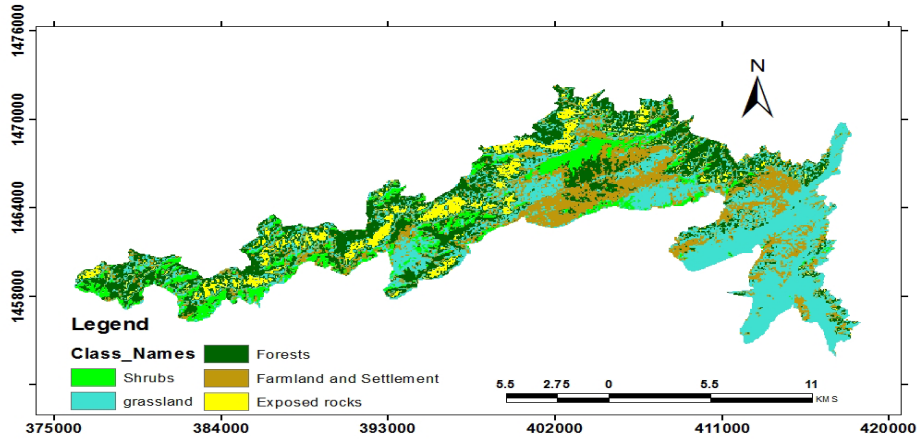 1476000
1470000
1464000
1458000
N
Legend
Class_Names
Forests
Shrubs
Farmland and Settlement
grassland
Exposed rocks
5.5 2.75 0 5.5 11
KMS
375000 384000 393000 402000 411000 420000